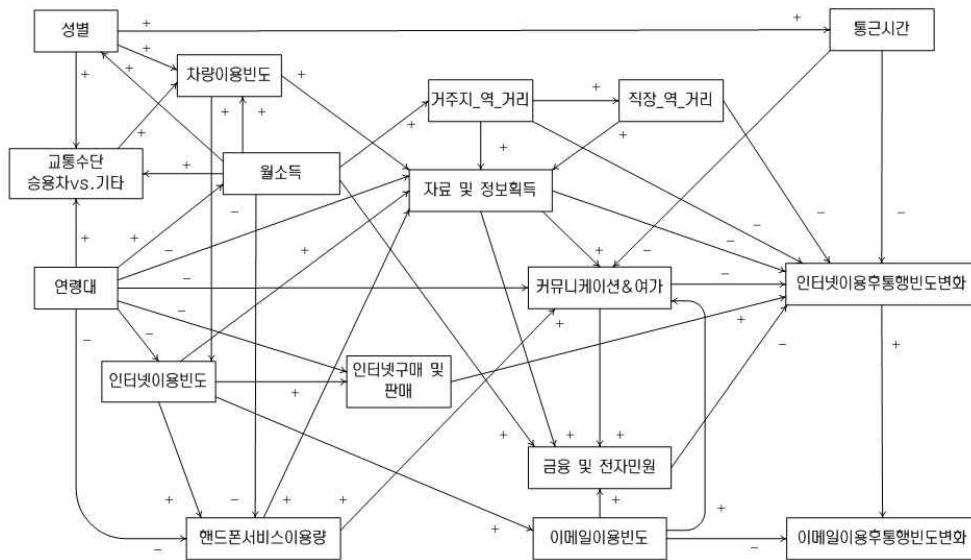 성별
통근시간
차량이용빈도
거주지_역_거리
직장_역_거리
교통수단
승용차vs.기타
월소득
자료 및 정보획득
연령대
커뮤니케이션&여가
인터넷이용후통행빈도변화
인터넷이용빈도
인터넷구매 및
판매
금융 및 전자민원
핸드폰서비스이용량
이메일이용빈도
이메일이용후통행빈도변화